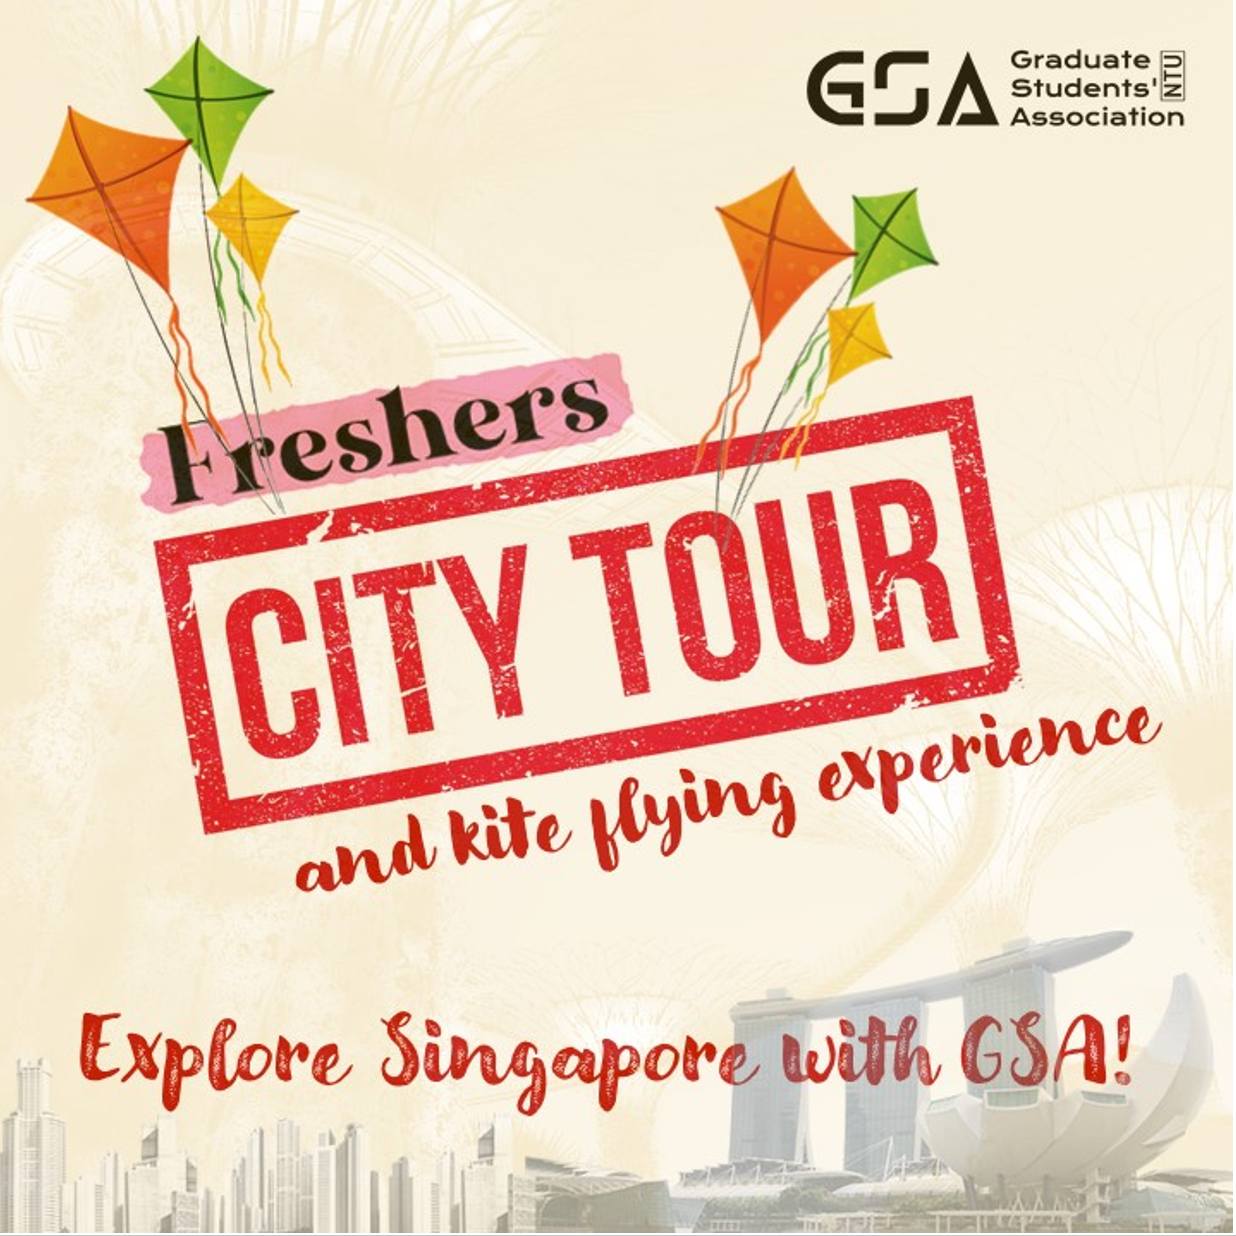 GSA
Graduate
Students'
Association
NTU
Freshers
CITY TOUR
and kite flying experience
Explore Singapore with GSA!